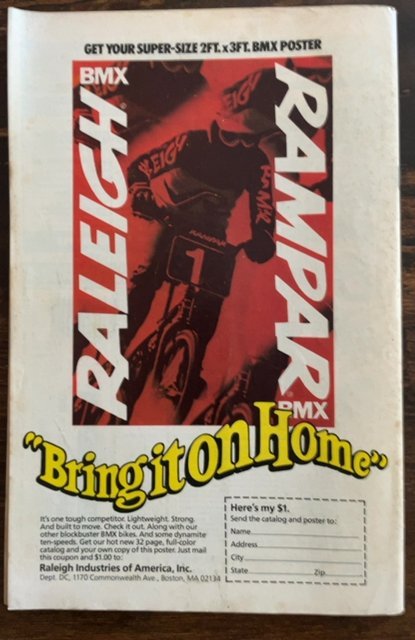 GET YOUR SUPER-SIZE 2FT. x 3FT. BMX POSTER
BMX
RALEIGH
RAMPAR
BMX
RALEIGH
RAMPAR
RAMPAR
1
"Bring it on Home"
It's one tough competitor. Lightweight. Strong.
And built to move. Check it out. Along with our
other blockbuster BMX bikes. And some dynamite
ten-speeds. Get our hot new 32 page, full-color
catalog and your own copy of this poster. Just mail
this coupon and $1.00 to:
Raleigh Industries of America, Inc.
Dept. DC, 1170 Commonwealth Ave., Boston, MA 02134
Here's my $1.
Send the catalog and poster to:
Name
Address
City
State Zip